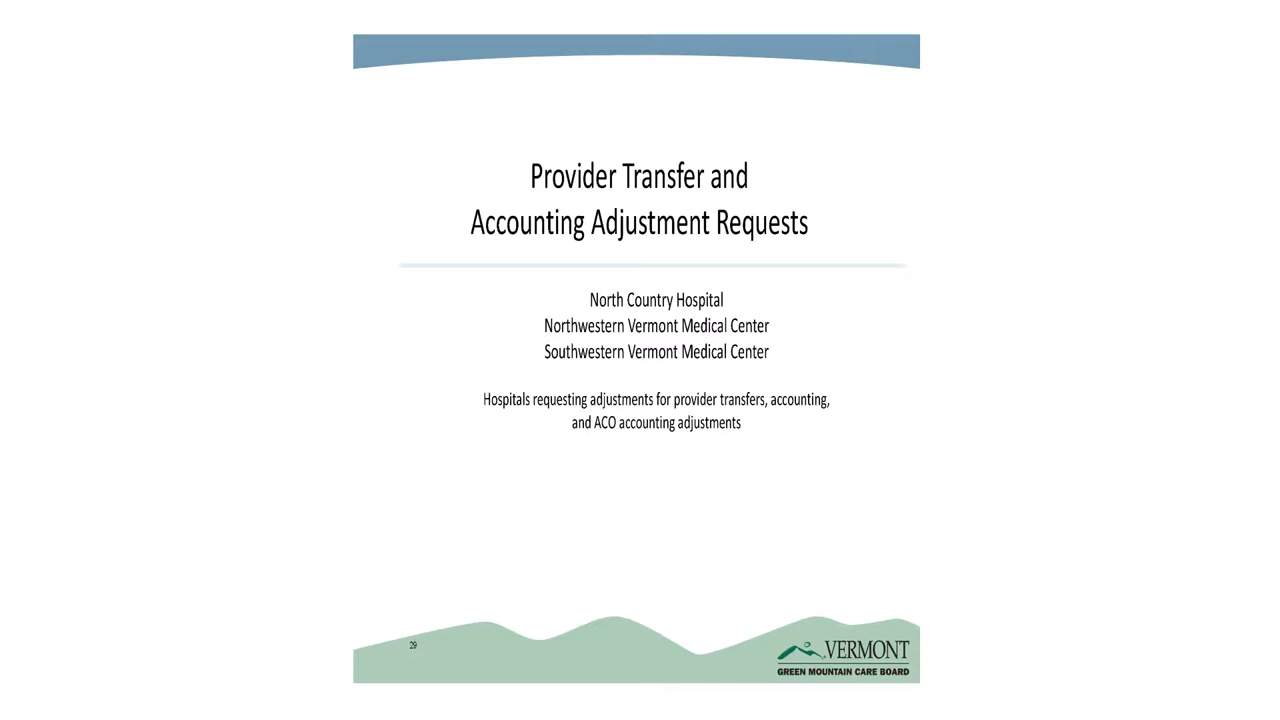 Provider Transfer and
Accounting Adjustment Requests
North Country Hospital
Northwestern Vermont Medical Center
Southwestern Vermont Medical Center
Hospitals requesting adjustments for provider transfers, accounting,
and ACO accounting adjustments
29
VERMONT
GREEN MOUNTAIN CARE BOARD